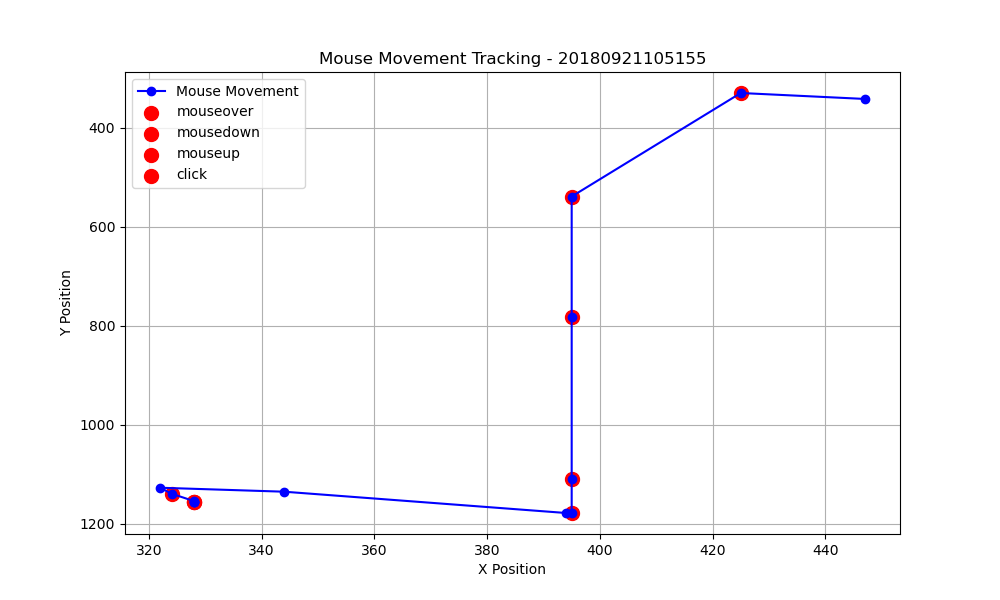 Mouse Movement Tracking - 20180921105155
Mouse Movement
mouseover
mousedown
mouseup
click
400
600
800
1000
1200
Y Position
320
340
360
380
400
420
440
X Position